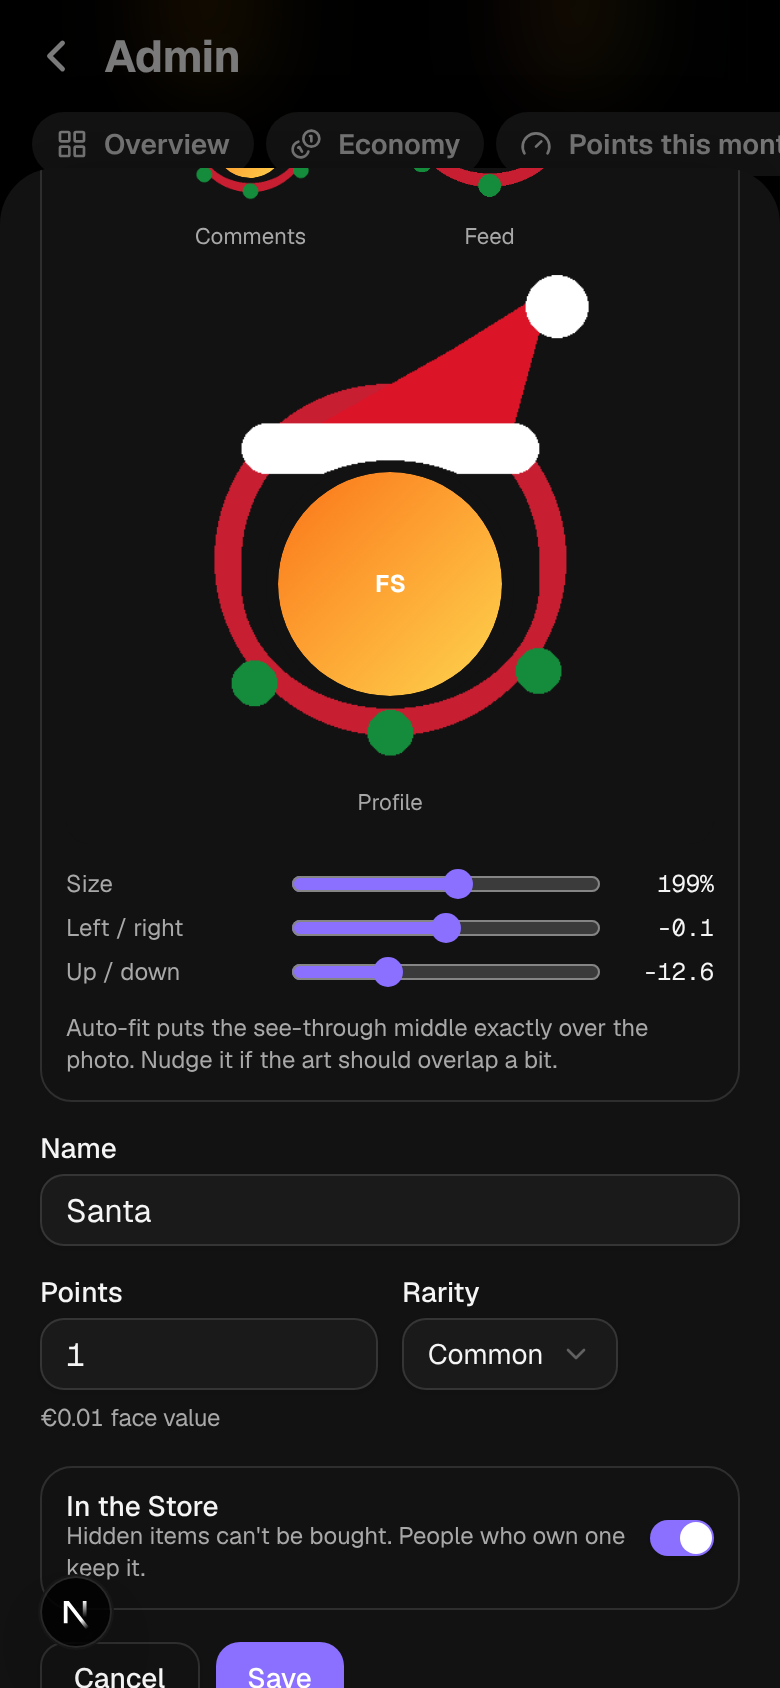 Admin
Overview
Economy
Points this mont
Comments
Feed
FS
Profile
Size
199%
Left / right
-0.1
Up / down
-12.6
Auto-fit puts the see-through middle exactly over the
photo. Nudge it if the art should overlap a bit.
Name
Santa
Points
Rarity
1
Common
€0.01 face value
In the Store
Hidden items can't be bought. People who own one
keep it.
N
Cancel
Save